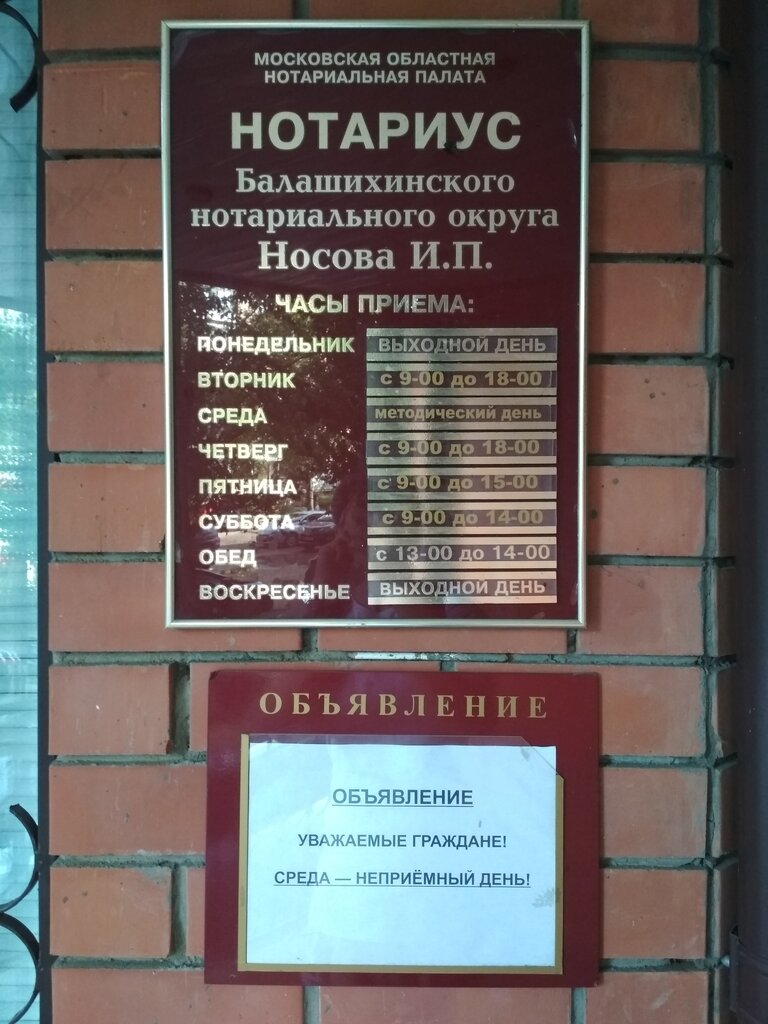 МОСКОВСКАЯ ОБЛАСТНАЯ
НОТАРИАЛЬНАЯ ПАЛАТА
НОТАРИУС
Балашихинского
нотариального округа
Носова И.П.
ЧАСЫ ПРИЕМА:
ПОНЕДЕЛЬНИК ВЫХОДНОЙ ДЕНЬ
ВТОРНИК с 9-00 до 18-00
СРЕДА методический день
ЧЕТВЕРГ с 9-00 до 18-00
ПЯТНИЦА с 9-00 до 15-00
СУББОТА с 9-00 до 14-00
ОБЕД с 13-00 до 14-00
ВОСКРЕСЕНЬЕ ВЫХОДНОЙ ДЕНЬ
ОБЪЯВЛЕНИЕ
ОБЪЯВЛЕНИЕ
УВАЖАЕМЫЕ ГРАЖДАНЕ!
СРЕДА — НЕПРИЁМНЫЙ ДЕНЬ!